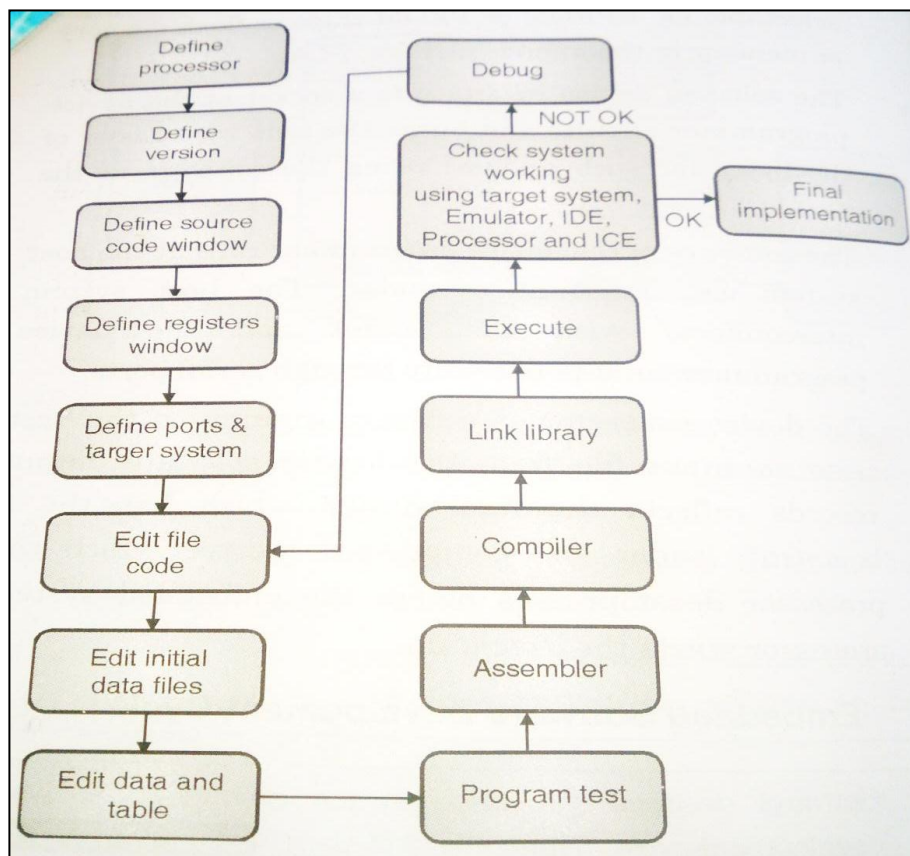 Define
processor
Define
version
Define source
code window
Define registers
window
Define ports &
targer system
Edit file
code
Edit initial
data files
Edit data and
table
Program test
Assembler
Compiler
Link library
Execute
Check system
working
using target system,
Emulator, IDE,
Processor and ICE
NOT OK
Debug
OK
Final
implementation